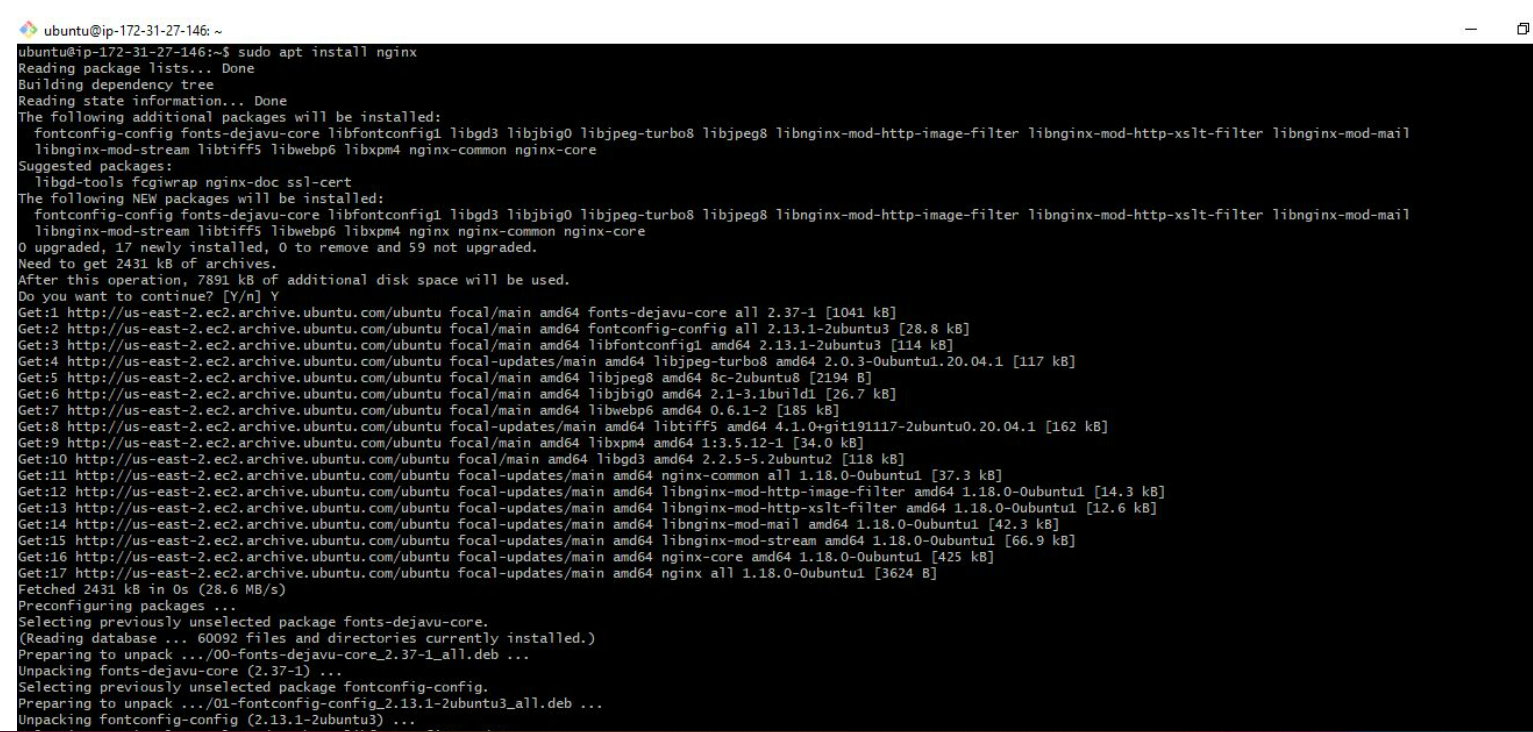 ubuntu@ip-172-31-27-146: ~
ubuntu@ip-172-31-27-146:~$ sudo apt install nginx
Reading package lists... Done
Building dependency tree
Reading state information... Done
The following additional packages will be installed:
  fontconfig-config fonts-dejavu-core libfontconfig1 libgd3 libjbig0 libjpeg-turbo8 libjpeg8 libnginx-mod-http-image-filter libnginx-mod-http-xslt-filter libnginx-mod-mail
  libnginx-mod-stream libtiff5 libwebp6 libxpm4 nginx-common nginx-core
Suggested packages:
  libgd-tools fcgiwrap nginx-doc ssl-cert
The following NEW packages will be installed:
  fontconfig-config fonts-dejavu-core libfontconfig1 libgd3 libjbig0 libjpeg-turbo8 libjpeg8 libnginx-mod-http-image-filter libnginx-mod-http-xslt-filter libnginx-mod-mail
  libnginx-mod-stream libtiff5 libwebp6 libxpm4 nginx nginx-common nginx-core
0 upgraded, 17 newly installed, 0 to remove and 59 not upgraded.
Need to get 2431 kB of archives.
After this operation, 7891 kB of additional disk space will be used.
Do you want to continue? [Y/n] Y
Get:1 http://us-east-2.ec2.archive.ubuntu.com/ubuntu focal/main amd64 fonts-dejavu-core all 2.37-1 [1041 kB]
Get:2 http://us-east-2.ec2.archive.ubuntu.com/ubuntu focal/main amd64 fontconfig-config all 2.13.1-2ubuntu3 [28.8 kB]
Get:3 http://us-east-2.ec2.archive.ubuntu.com/ubuntu focal/main amd64 libfontconfig1 amd64 2.13.1-2ubuntu3 [114 kB]
Get:4 http://us-east-2.ec2.archive.ubuntu.com/ubuntu focal-updates/main amd64 libjpeg-turbo8 amd64 2.0.3-0ubuntu1.20.04.1 [117 kB]
Get:5 http://us-east-2.ec2.archive.ubuntu.com/ubuntu focal/main amd64 libjpeg8 amd64 8c-2ubuntu8 [2194 B]
Get:6 http://us-east-2.ec2.archive.ubuntu.com/ubuntu focal/main amd64 libjbig0 amd64 2.1-3.1build1 [26.7 kB]
Get:7 http://us-east-2.ec2.archive.ubuntu.com/ubuntu focal/main amd64 libwebp6 amd64 0.6.1-2 [185 kB]
Get:8 http://us-east-2.ec2.archive.ubuntu.com/ubuntu focal-updates/main amd64 libtiff5 amd64 4.1.0+git191117-2ubuntu0.20.04.1 [162 kB]
Get:9 http://us-east-2.ec2.archive.ubuntu.com/ubuntu focal/main amd64 libxpm4 amd64 1:3.5.12-1 [34.0 kB]
Get:10 http://us-east-2.ec2.archive.ubuntu.com/ubuntu focal/main amd64 libgd3 amd64 2.2.5-5.2ubuntu2 [118 kB]
Get:11 http://us-east-2.ec2.archive.ubuntu.com/ubuntu focal-updates/main amd64 nginx-common all 1.18.0-0ubuntu1 [37.3 kB]
Get:12 http://us-east-2.ec2.archive.ubuntu.com/ubuntu focal-updates/main amd64 libnginx-mod-http-image-filter amd64 1.18.0-0ubuntu1 [14.3 kB]
Get:13 http://us-east-2.ec2.archive.ubuntu.com/ubuntu focal-updates/main amd64 libnginx-mod-http-xslt-filter amd64 1.18.0-0ubuntu1 [12.6 kB]
Get:14 http://us-east-2.ec2.archive.ubuntu.com/ubuntu focal-updates/main amd64 libnginx-mod-mail amd64 1.18.0-0ubuntu1 [42.3 kB]
Get:15 http://us-east-2.ec2.archive.ubuntu.com/ubuntu focal-updates/main amd64 libnginx-mod-stream amd64 1.18.0-0ubuntu1 [66.9 kB]
Get:16 http://us-east-2.ec2.archive.ubuntu.com/ubuntu focal-updates/main amd64 nginx-core amd64 1.18.0-0ubuntu1 [425 kB]
Get:17 http://us-east-2.ec2.archive.ubuntu.com/ubuntu focal-updates/main amd64 nginx all 1.18.0-0ubuntu1 [3624 B]
Fetched 2431 kB in 0s (28.6 MB/s)
Preconfiguring packages ...
Selecting previously unselected package fonts-dejavu-core.
(Reading database ... 60092 files and directories currently installed.)
Preparing to unpack .../00-fonts-dejavu-core_2.37-1_all.deb ...
Unpacking fonts-dejavu-core (2.37-1) ...
Selecting previously unselected package fontconfig-config.
Preparing to unpack .../01-fontconfig-config_2.13.1-2ubuntu3_all.deb ...
Unpacking fontconfig-config (2.13.1-2ubuntu3) ...